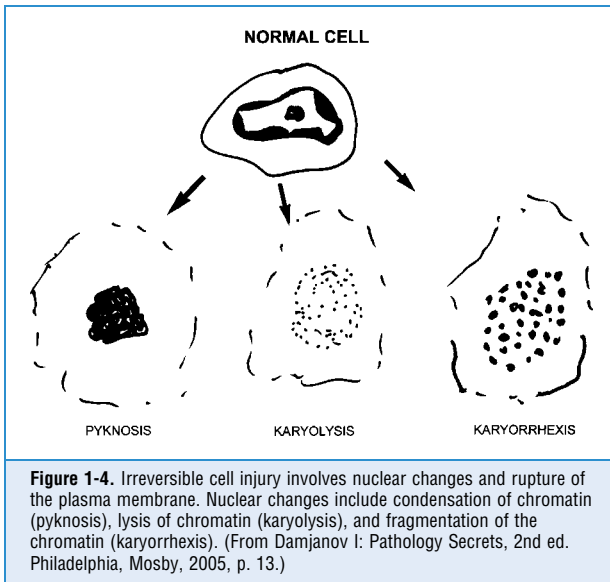 NORMAL CELL
PYKNOSIS
KARYOLYSIS
KARYORRHEXIS
Figure 1-4. Irreversible cell injury involves nuclear changes and rupture of
the plasma membrane. Nuclear changes include condensation of chromatin
(pyknosis), lysis of chromatin (karyolysis), and fragmentation of the
chromatin (karyorrhexis). (From Damjanov I: Pathology Secrets, 2nd ed.
Philadelphia, Mosby, 2005, p. 13.)